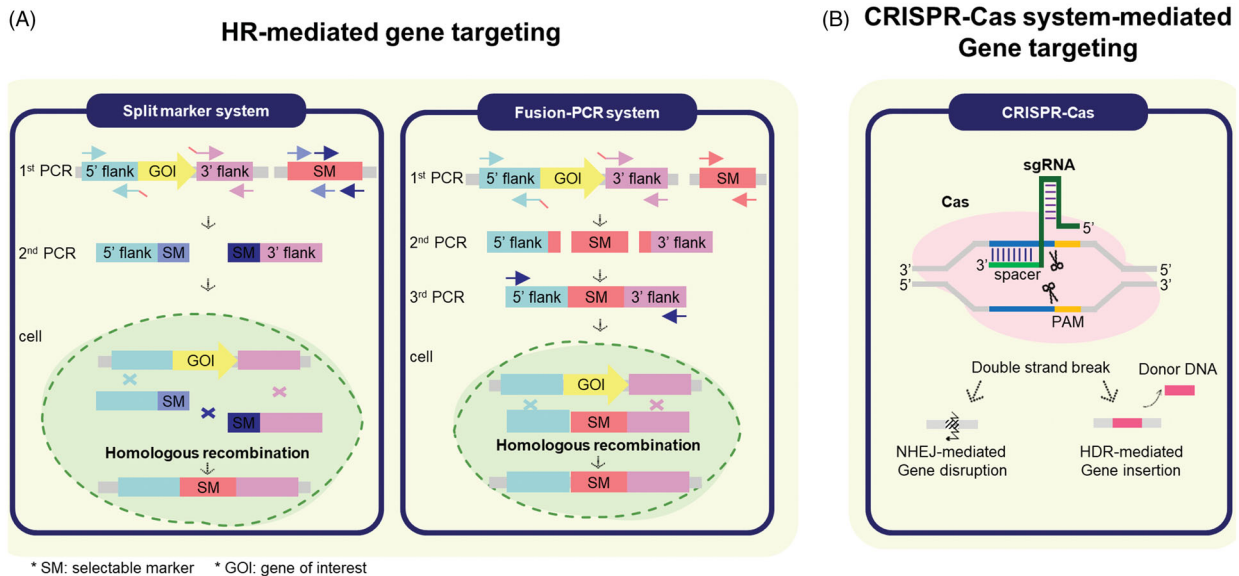 (A)
HR-mediated gene targeting
Split marker system
1st PCR
5’ flank
GOI
3’ flank
SM
2nd PCR
5’ flank
SM
SM
3’ flank
cell
GOI
SM
SM
Homologous recombination
SM
Fusion-PCR system
1st PCR
5’ flank
GOI
3’ flank
SM
2nd PCR
5’ flank
SM
3’ flank
3rd PCR
5’ flank
SM
3’ flank
cell
GOI
SM
Homologous recombination
SM
* SM: selectable marker * GOI: gene of interest
(B)
CRISPR-Cas system-mediated
Gene targeting
CRISPR-Cas
sgRNA
Cas
5’
3’
spacer
3’
5’
5’
3’
PAM
Double strand break
Donor DNA
NHEJ-mediated
Gene disruption
HDR-mediated
Gene insertion